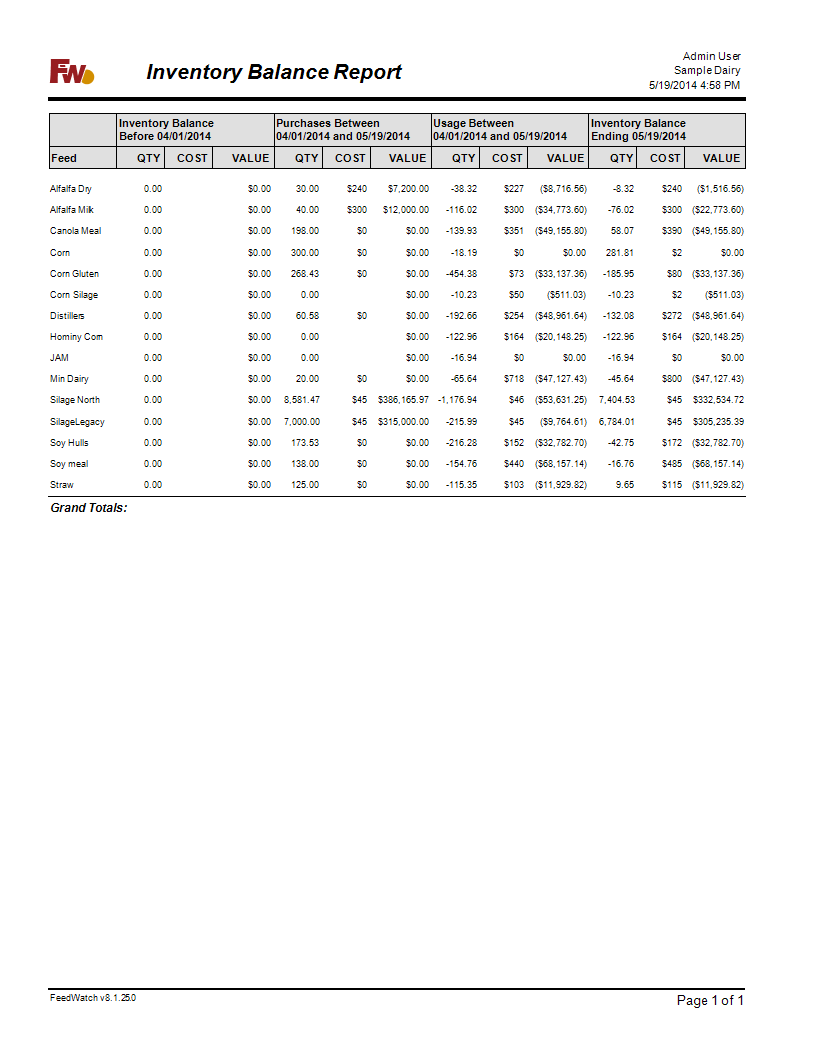 FW
Inventory Balance Report
Admin User
Sample Dairy
5/19/2014 4:58 PM
Inventory Balance Before 04/01/2014 Purchases Between 04/01/2014 and 05/19/2014 Usage Between 04/01/2014 and 05/19/2014 Inventory Balance Ending 05/19/2014
Feed QTY COST VALUE QTY COST VALUE QTY COST VALUE QTY COST VALUE
Alfalfa Dry 0.00 $0.00 30.00 $240 $7,200.00 -38.32 $227 ($8,716.56) -8.32 $240 ($1,516.56)
Alfalfa Milk 0.00 $0.00 40.00 $300 $12,000.00 -116.02 $300 ($34,773.60) -76.02 $300 ($22,773.60)
Canola Meal 0.00 $0.00 198.00 $0 $0.00 -139.93 $351 ($49,155.80) 58.07 $390 ($49,155.80)
Corn 0.00 $0.00 300.00 $0 $0.00 -18.19 $0 $0.00 281.81 $2 $0.00
Corn Gluten 0.00 $0.00 268.43 $0 $0.00 -454.38 $73 ($33,137.36) -185.95 $80 ($33,137.36)
Corn Silage 0.00 $0.00 0.00 $0.00 -10.23 $50 ($511.03) -10.23 $2 ($511.03)
Distillers 0.00 $0.00 60.58 $0 $0.00 -192.66 $254 ($48,961.64) -132.08 $272 ($48,961.64)
Hominy Corn 0.00 $0.00 0.00 $0.00 -122.96 $164 ($20,148.25) -122.96 $164 ($20,148.25)
JAM 0.00 $0.00 0.00 $0.00 -16.94 $0 $0.00 -16.94 $0 $0.00
Min Dairy 0.00 $0.00 20.00 $0 $0.00 -65.64 $718 ($47,127.43) -45.64 $800 ($47,127.43)
Silage North 0.00 $0.00 8,581.47 $45 $386,165.97 -1,176.94 $46 ($53,631.25) 7,404.53 $45 $332,534.72
SilageLegacy 0.00 $0.00 7,000.00 $45 $315,000.00 -215.99 $45 ($9,764.61) 6,784.01 $45 $305,235.39
Soy Hulls 0.00 $0.00 173.53 $0 $0.00 -216.28 $152 ($32,782.70) -42.75 $172 ($32,782.70)
Soy meal 0.00 $0.00 138.00 $0 $0.00 -154.76 $440 ($68,157.14) -16.76 $485 ($68,157.14)
Straw 0.00 $0.00 125.00 $0 $0.00 -115.35 $103 ($11,929.82) 9.65 $115 ($11,929.82)
Grand Totals:
FeedWatch v8.1.25.0
Page 1 of 1